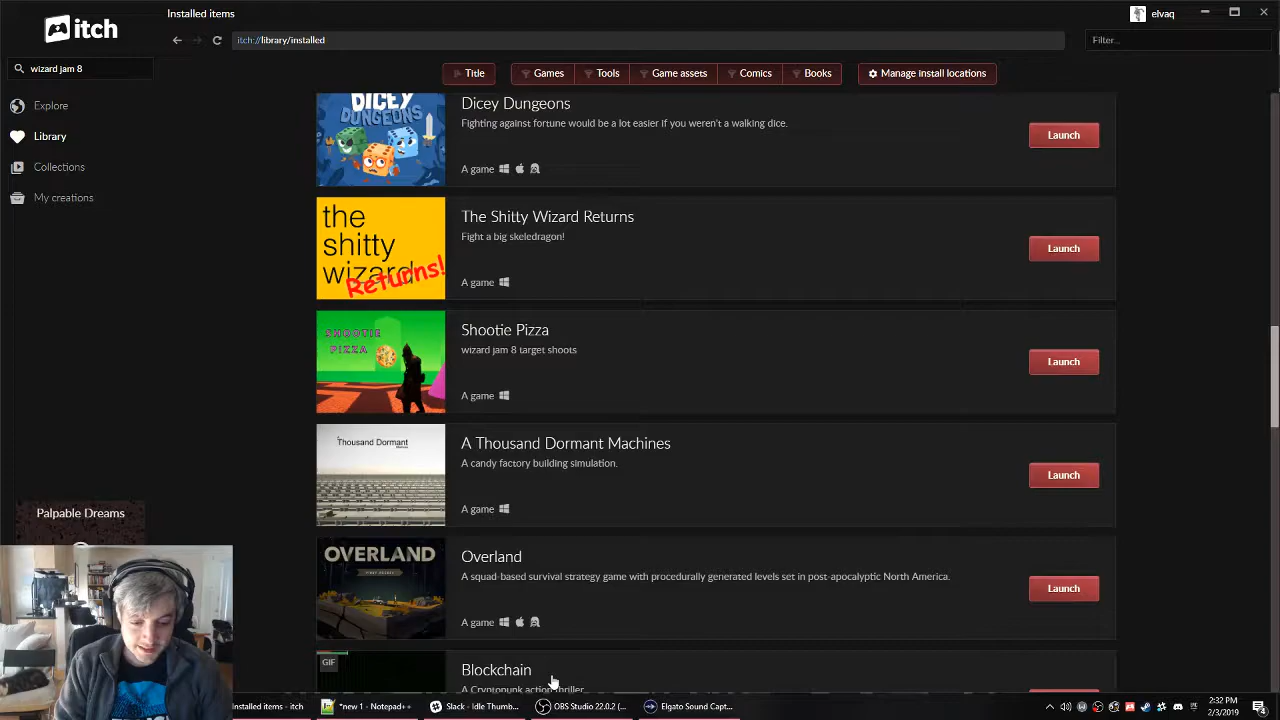 itch
Installed items
elvaq
itch://library/installed
Filter...
wizard jam 8
Title
Games
Tools
Game assets
Comics
Books
Manage install locations
Explore
Library
Collections
My creations
DICEY
DUNGEONS
Dicey Dungeons
Fighting against fortune would be a lot easier if you weren't a walking dice.
A game
Launch
the
shitty
wizard
Returns!
The Shitty Wizard Returns
Fight a big skeledragon!
A game
Launch
SHOOTIE
PIZZA
Shootie Pizza
wizard jam 8 target shoots
A game
Launch
Thousand Dormant
A Thousand Dormant Machines
A candy factory building simulation.
A game
Launch
OVERLAND
Overland
A squad-based survival strategy game with procedurally generated levels set in post-apocalyptic North America.
A game
Launch
Palpable Dreams
GIF
Blockchain
A Cryptopunk action thriller
Installed items - itch
*new 1 - Notepad++
Slack - Idle Thumb...
OBS Studio 22.0.2 (...
Elgato Sound Capt...
2:32 PM
2/3/2019